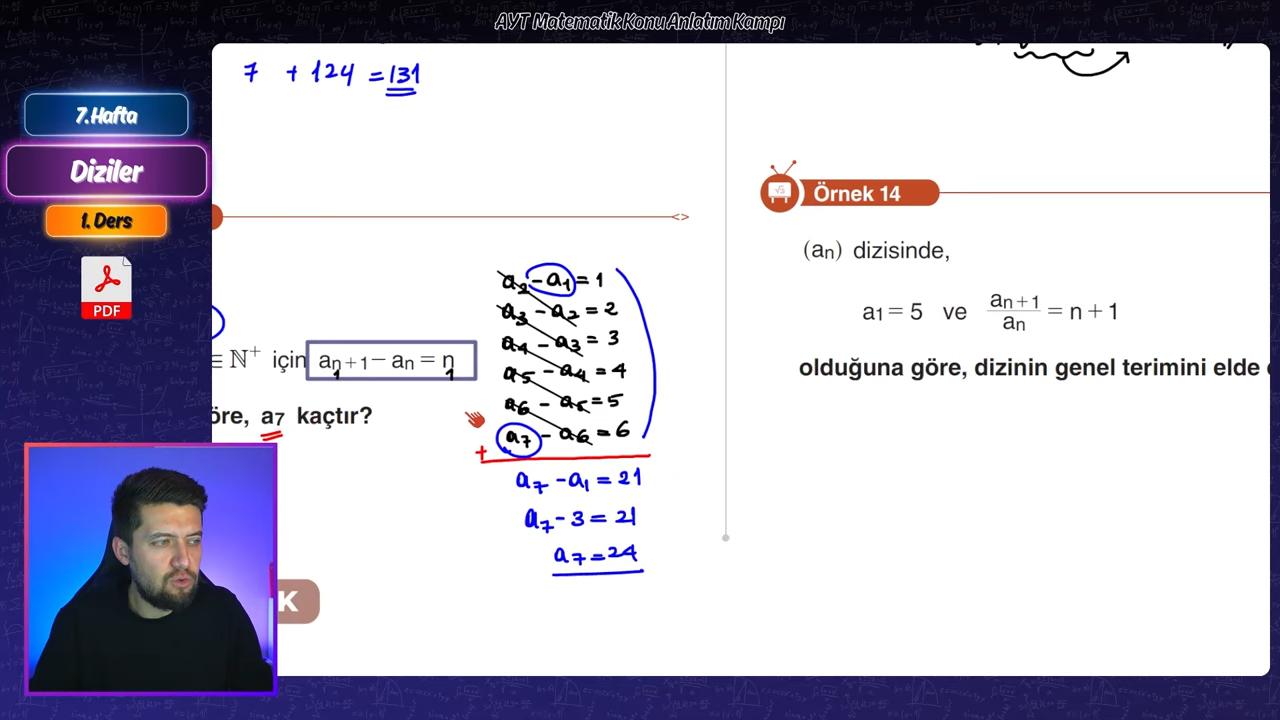 AYT Matematik Konu Anlatım Kampı
7.Hafta
Diziler
1. Ders
PDF
7 + 124 = 131
∈ ℕ⁺ için aₙ₊₁ − aₙ = n
1 1
öre, a₇ kaçtır?
K
a₂ - a₁ = 1
a₃ - a₂ = 2
a₄ - a₃ = 3
a₅ - a₄ = 4
a₆ - a₅ = 5
a₇ - a₆ = 6
+
a₇ - a₁ = 21
a₇ - 3 = 21
a₇ = 24
Örnek 14
(aₙ) dizisinde,
a₁ = 5 ve aₙ₊₁/aₙ = n + 1
olduğuna göre, dizinin genel terimini elde